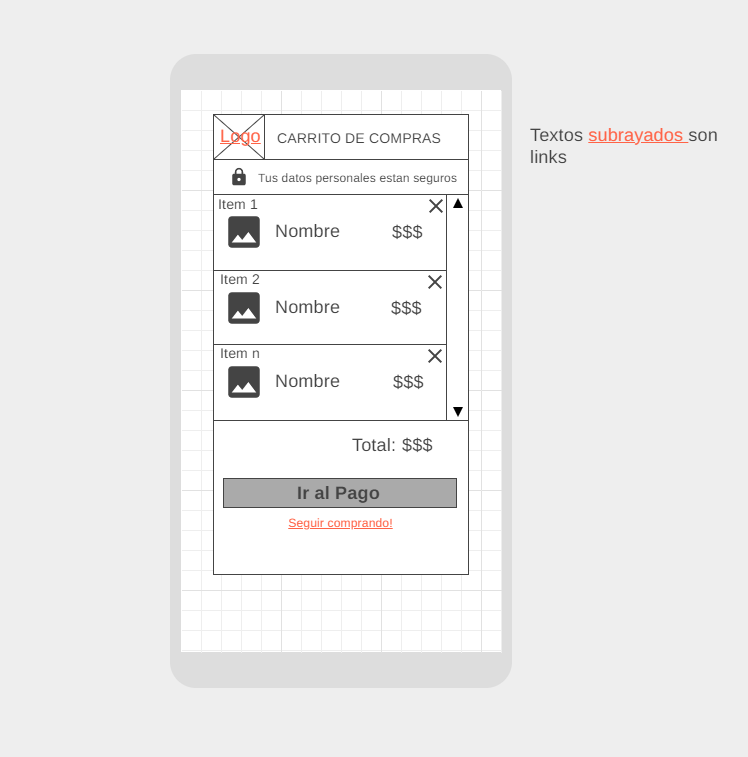 Logo
CARRITO DE COMPRAS
Tus datos personales estan seguros
Item 1
Nombre $$$
Item 2
Nombre $$$
Item n
Nombre $$$
Total: $$$
Ir al Pago
Seguir comprando!
Textos subrayados son
links